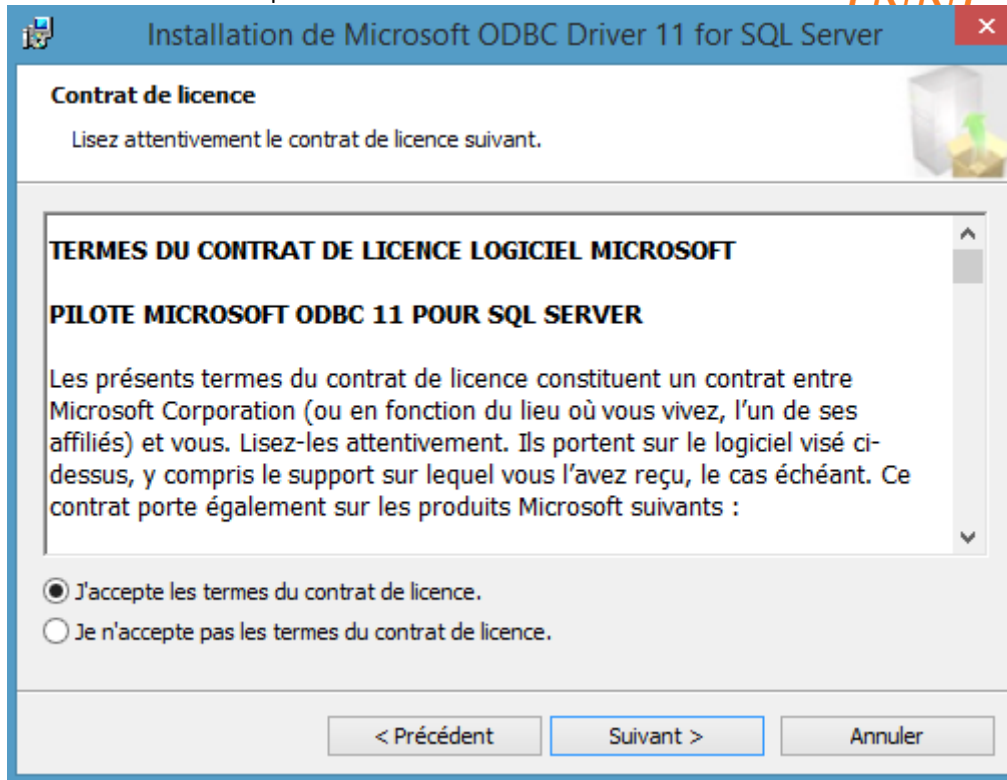 Installation de Microsoft ODBC Driver 11 for SQL Server
Contrat de licence
Lisez attentivement le contrat de licence suivant.
TERMES DU CONTRAT DE LICENCE LOGICIEL MICROSOFT
PILOTE MICROSOFT ODBC 11 POUR SQL SERVER
Les présents termes du contrat de licence constituent un contrat entre
Microsoft Corporation (ou en fonction du lieu où vous vivez, l’un de ses
affiliés) et vous. Lisez-les attentivement. Ils portent sur le logiciel visé ci-
dessus, y compris le support sur lequel vous l’avez reçu, le cas échéant. Ce
contrat porte également sur les produits Microsoft suivants :
J'accepte les termes du contrat de licence.
Je n'accepte pas les termes du contrat de licence.
< Précédent
Suivant >
Annuler